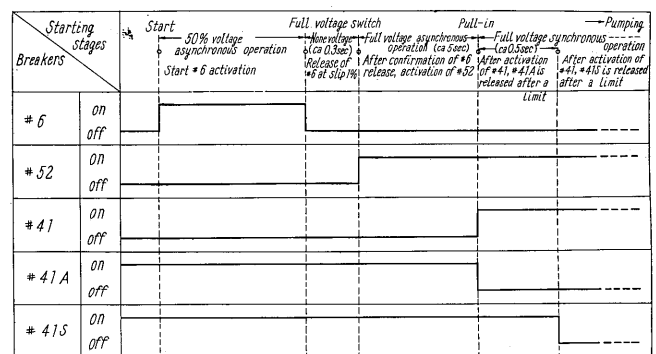 Starting
stages
Breakers
Start
Full voltage switch
Pull-in
Pumping
50% voltage
asynchronous operation
Start #6 activation
None voltage
(ca 0.3sec)
Release of
#6 at slip 1%
Full voltage asynchronous
operation (ca 5sec)
After confirmation of #6
release, activation of #52
Full voltage synchronous
operation
(ca 0.5sec)
After activation
of #41, #41A is
released after a
limit
After activation of
#41, #41S is released
after a limit
#6
on
off
#52
on
off
#41
on
off
#41A
on
off
#41S
on
off